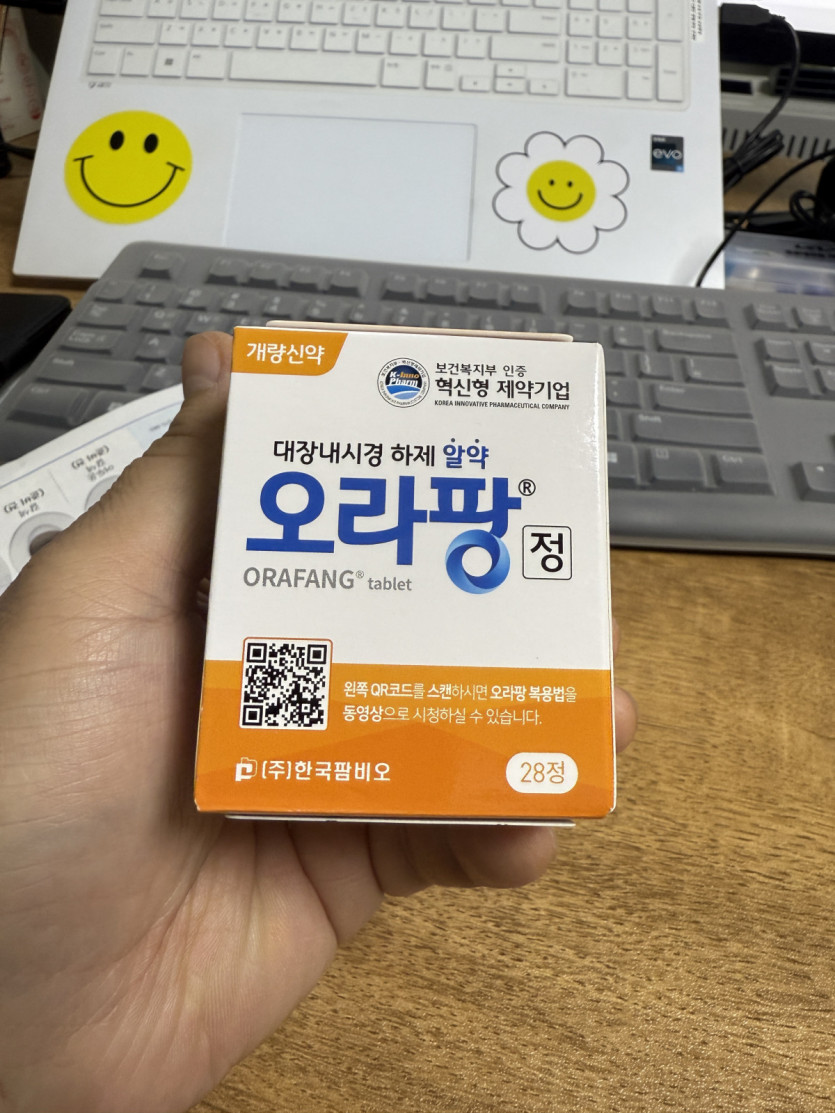 evo
개량신약
K-inno
Pharm
보건복지부 인증
혁신형 제약기업
KOREA INNOVATIVE PHARMACEUTICAL COMPANY
대장내시경 하제 알약
오라팡®
정
ORAFANG® tablet
왼쪽 QR코드를 스캔하시면 오라팡 복용법을
동영상으로 시청하실 수 있습니다.
(주)한국팜비오
28정